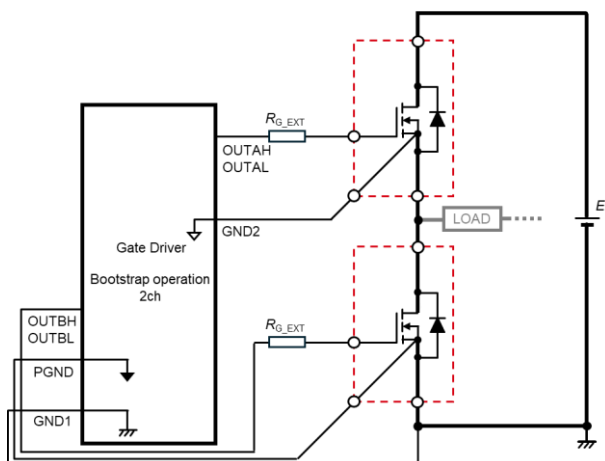 R_G_EXT
OUTAH
OUTAL
GND2
LOAD
E
Gate Driver
Bootstrap operation
2ch
OUTBH
OUTBL
R_G_EXT
PGND
GND1